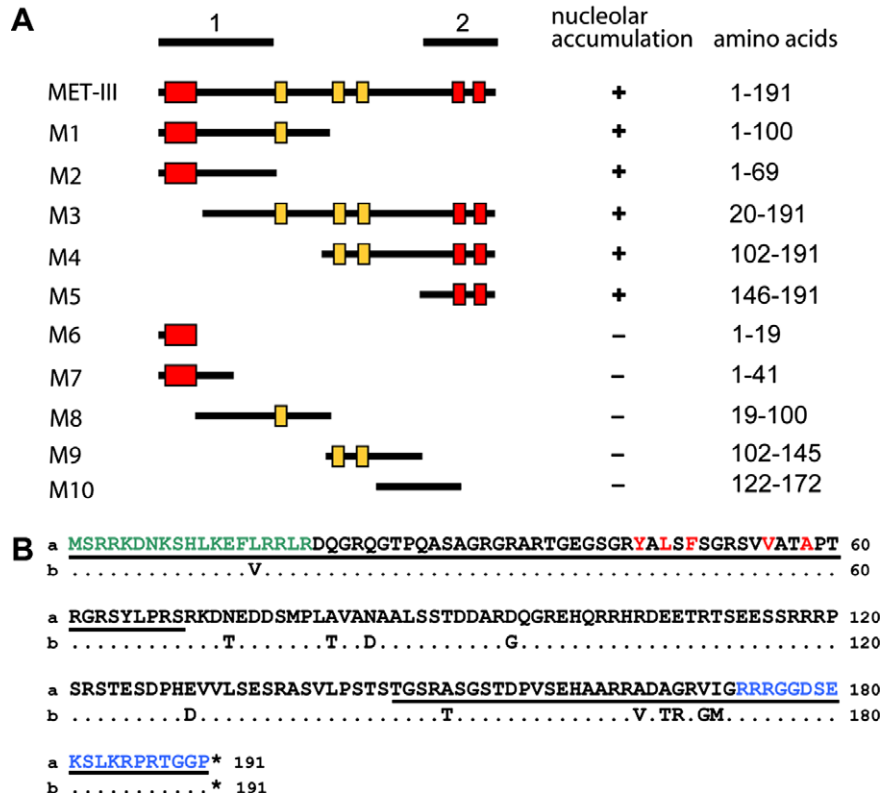 A
1 2 nucleolar accumulation amino acids
MET-III + 1-191
M1 + 1-100
M2 + 1-69
M3 + 20-191
M4 + 102-191
M5 + 146-191
M6 – 1-19
M7 – 1-41
M8 – 19-100
M9 – 102-145
M10 – 122-172
B
a MSRRKDNKSHLKEFLRRLRDQGRQGTPQASAGRGRARTGEGSGRYALSFSGRSVVATAPT 60
b ..............V............................................. 60
a RGRSYLPRSRKDNEDDSMPLAVANAALSSTDDARDQGREHQRRHRDEETRTSEESSRRRP 120
b ............T.......T..D..........G......................... 120
a SRSTESDPHEVVLSESRASVLPSTSTGSRASGSTDPVSEHAARRADAGRVIGRRRGGDSE 180
b .........D...................T..............V.TR.GM......... 180
a KSLKRPRTGGP* 191
b ...........* 191